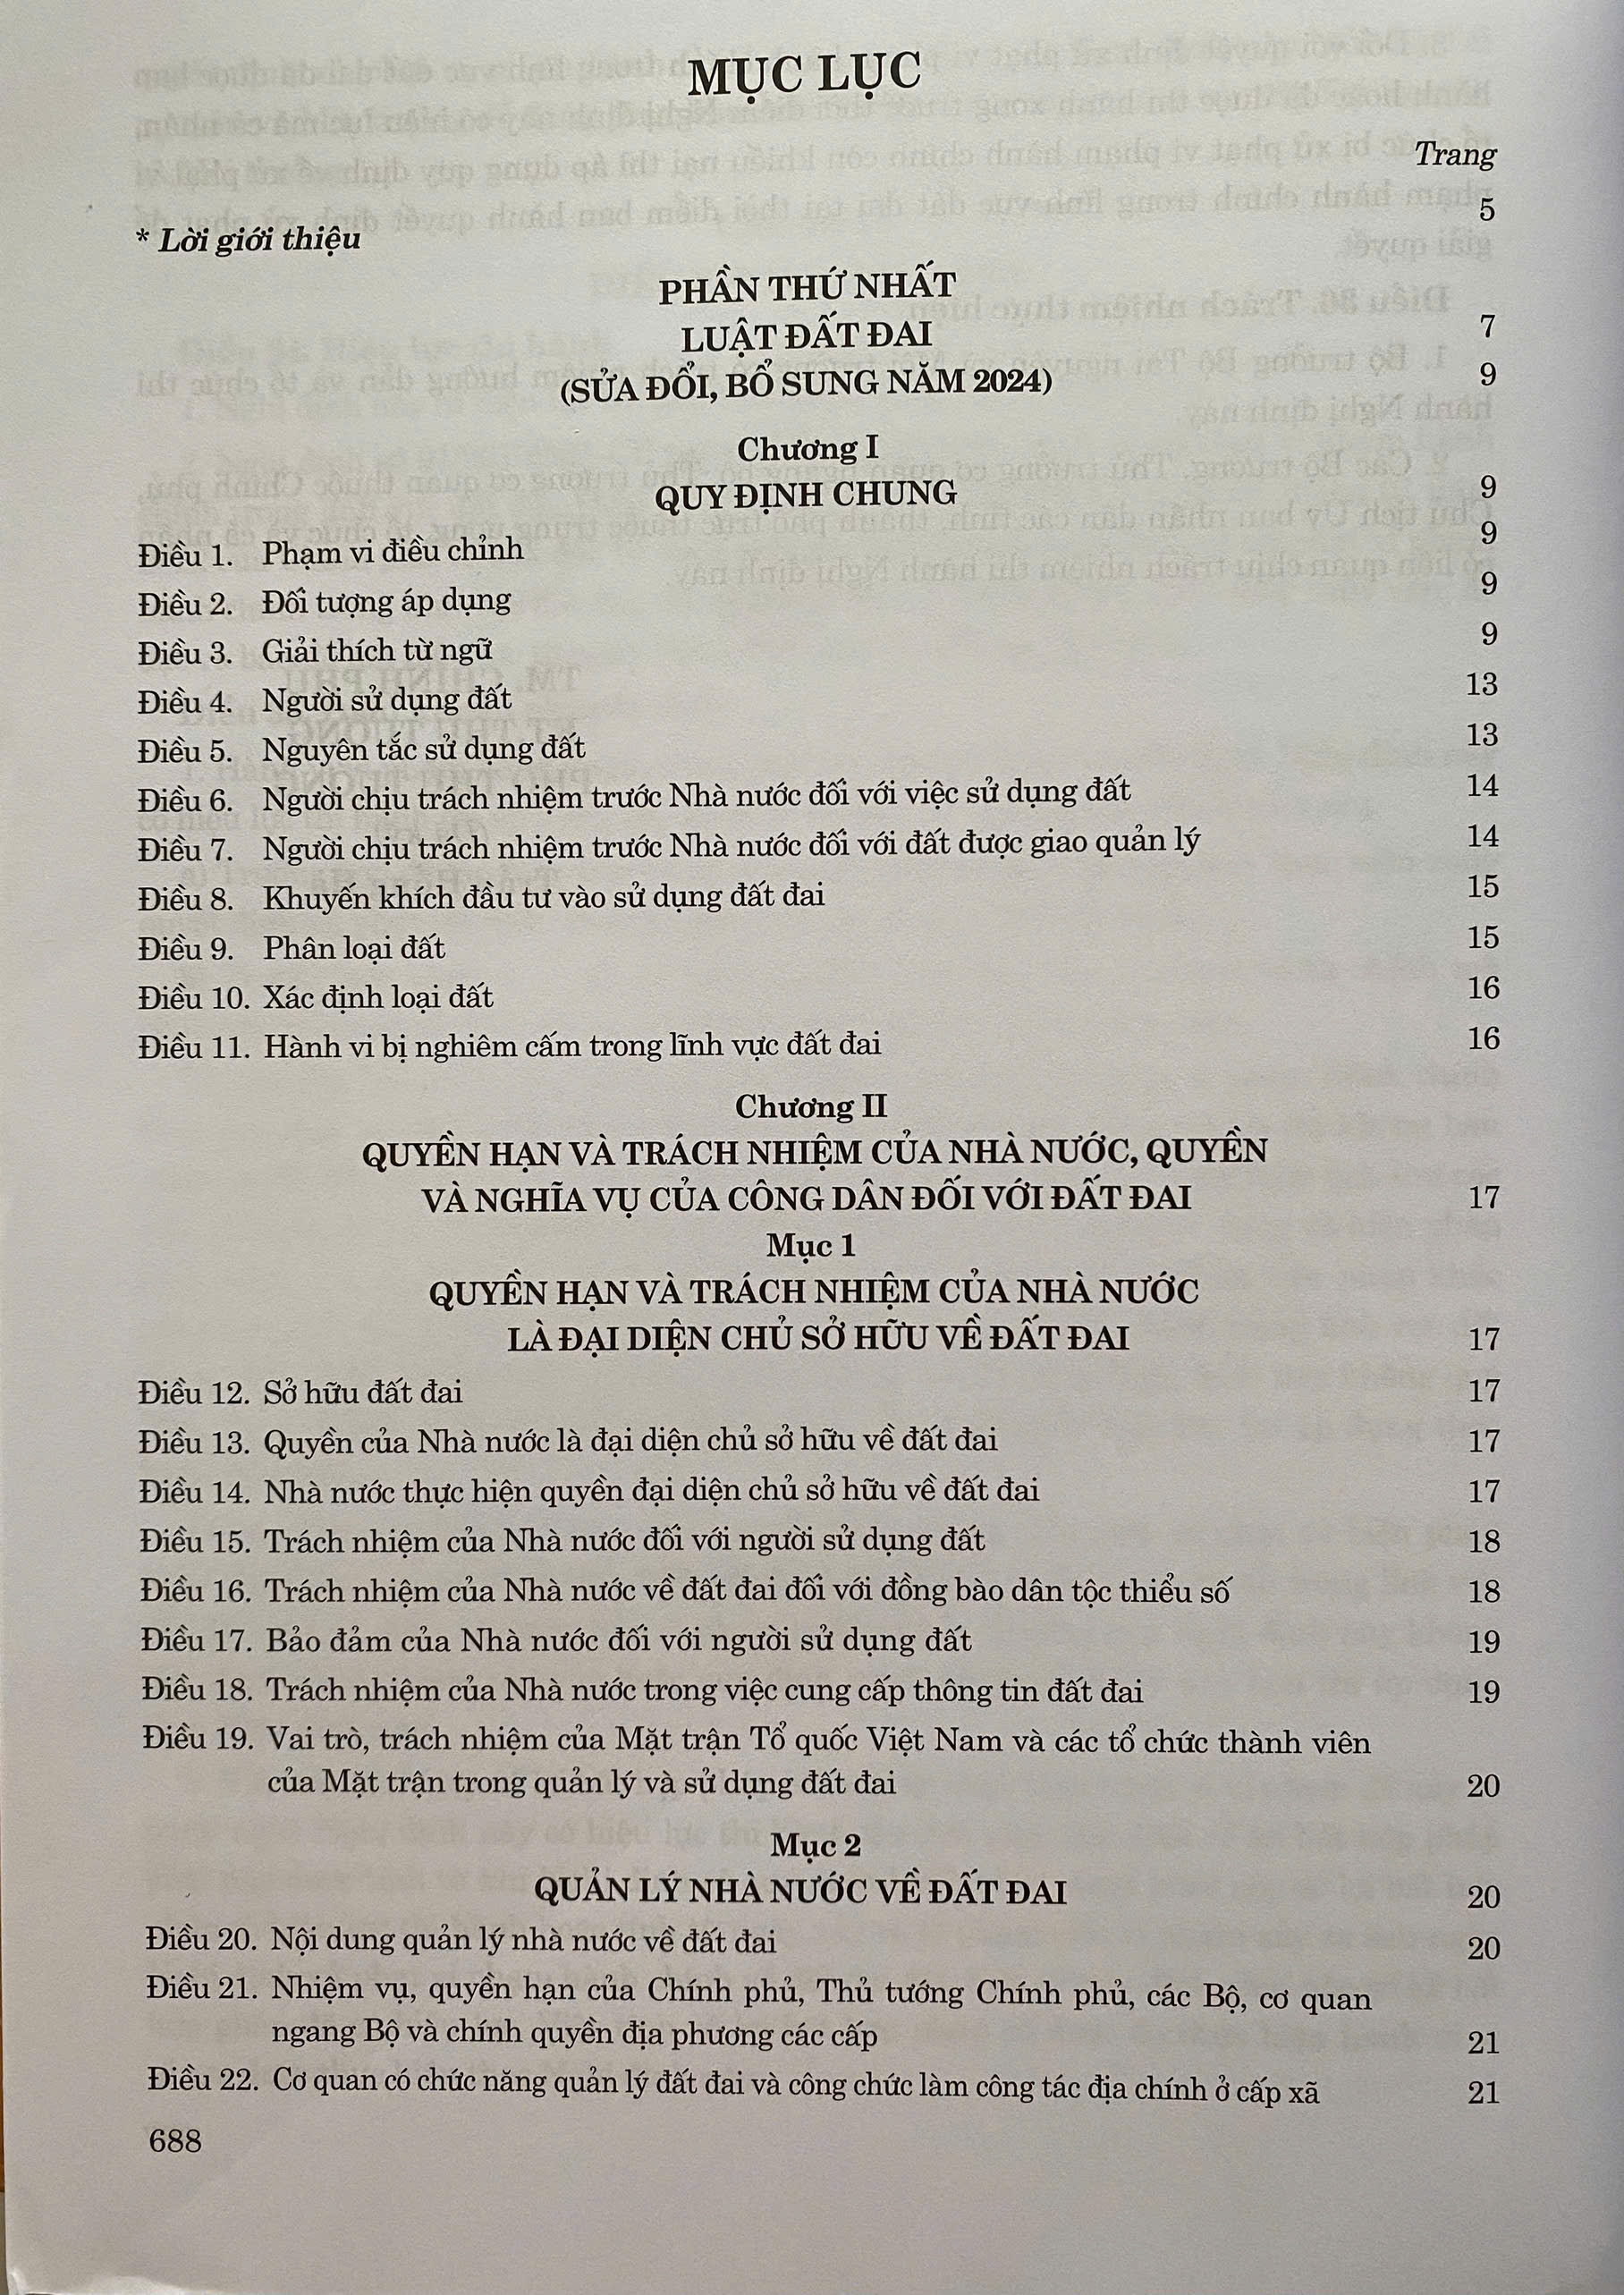 MỤC LỤC
Trang
* Lời giới thiệu 5
PHẦN THỨ NHẤT
LUẬT ĐẤT ĐAI 7
(SỬA ĐỔI, BỔ SUNG NĂM 2024) 9
Chương I
QUY ĐỊNH CHUNG 9
Điều 1. Phạm vi điều chỉnh 9
Điều 2. Đối tượng áp dụng 9
Điều 3. Giải thích từ ngữ 9
Điều 4. Người sử dụng đất 13
Điều 5. Nguyên tắc sử dụng đất 13
Điều 6. Người chịu trách nhiệm trước Nhà nước đối với việc sử dụng đất 14
Điều 7. Người chịu trách nhiệm trước Nhà nước đối với đất được giao quản lý 14
Điều 8. Khuyến khích đầu tư vào sử dụng đất đai 15
Điều 9. Phân loại đất 15
Điều 10. Xác định loại đất 16
Điều 11. Hành vi bị nghiêm cấm trong lĩnh vực đất đai 16
Chương II
QUYỀN HẠN VÀ TRÁCH NHIỆM CỦA NHÀ NƯỚC, QUYỀN
VÀ NGHĨA VỤ CỦA CÔNG DÂN ĐỐI VỚI ĐẤT ĐAI 17
Mục 1
QUYỀN HẠN VÀ TRÁCH NHIỆM CỦA NHÀ NƯỚC
LÀ ĐẠI DIỆN CHỦ SỞ HỮU VỀ ĐẤT ĐAI 17
Điều 12. Sở hữu đất đai 17
Điều 13. Quyền của Nhà nước là đại diện chủ sở hữu về đất đai 17
Điều 14. Nhà nước thực hiện quyền đại diện chủ sở hữu về đất đai 17
Điều 15. Trách nhiệm của Nhà nước đối với người sử dụng đất 18
Điều 16. Trách nhiệm của Nhà nước về đất đai đối với đồng bào dân tộc thiểu số 18
Điều 17. Bảo đảm của Nhà nước đối với người sử dụng đất 19
Điều 18. Trách nhiệm của Nhà nước trong việc cung cấp thông tin đất đai 19
Điều 19. Vai trò, trách nhiệm của Mặt trận Tổ quốc Việt Nam và các tổ chức thành viên
của Mặt trận trong quản lý và sử dụng đất đai 20
Mục 2
QUẢN LÝ NHÀ NƯỚC VỀ ĐẤT ĐAI 20
Điều 20. Nội dung quản lý nhà nước về đất đai 20
Điều 21. Nhiệm vụ, quyền hạn của Chính phủ, Thủ tướng Chính phủ, các Bộ, cơ quan
ngang Bộ và chính quyền địa phương các cấp 21
Điều 22. Cơ quan có chức năng quản lý đất đai và công chức làm công tác địa chính ở cấp xã 21
688